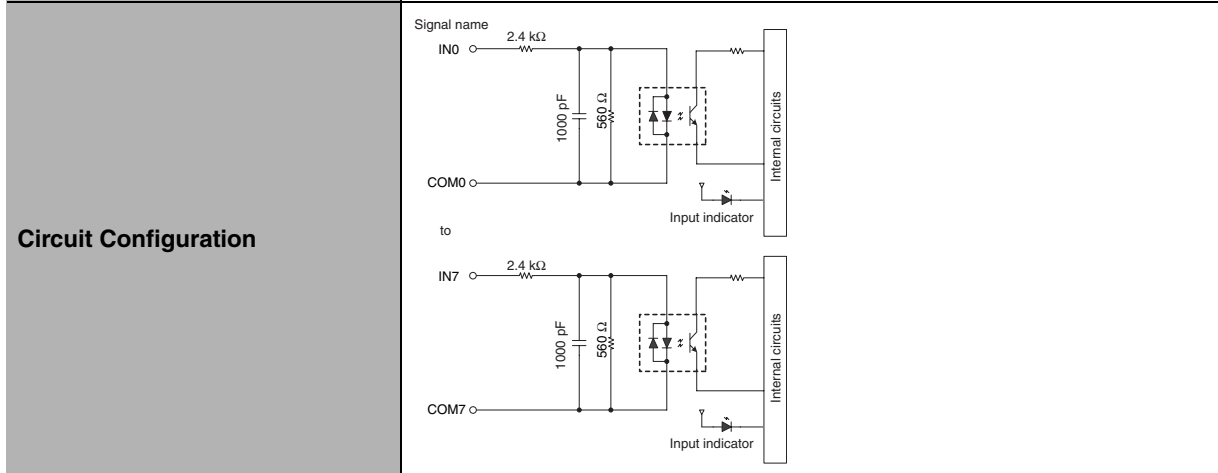 Circuit Configuration
Signal name
IN0
2.4 kΩ
1000 pF
560 Ω
COM0
Internal circuits
Input indicator
to
IN7
2.4 kΩ
1000 pF
560 Ω
COM7
Internal circuits
Input indicator